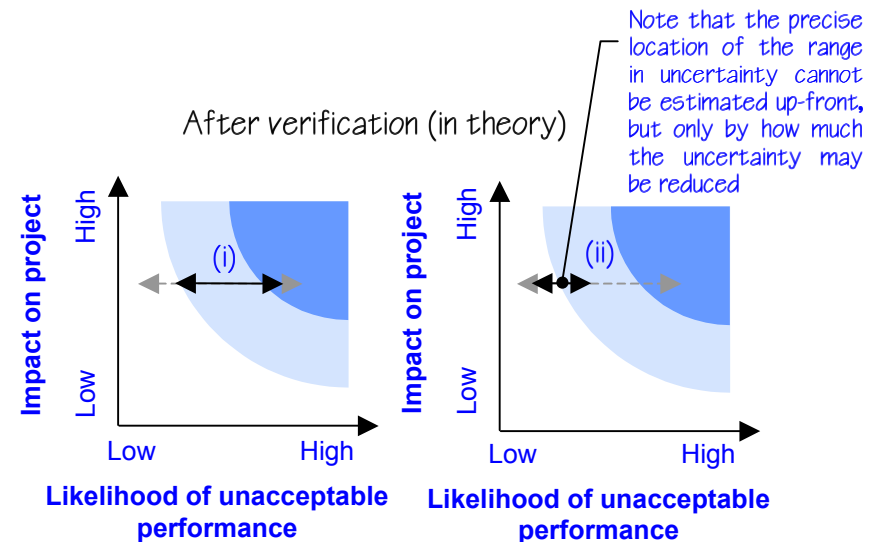 Note that the precise
location of the range
in uncertainty cannot
be estimated up-front,
but only by how much
the uncertainty may
be reduced
After verification (in theory)
Impact on project
High
Low
(i)
Low
High
Likelihood of unacceptable
performance
Impact on project
High
Low
(ii)
Low
High
Likelihood of unacceptable
performance